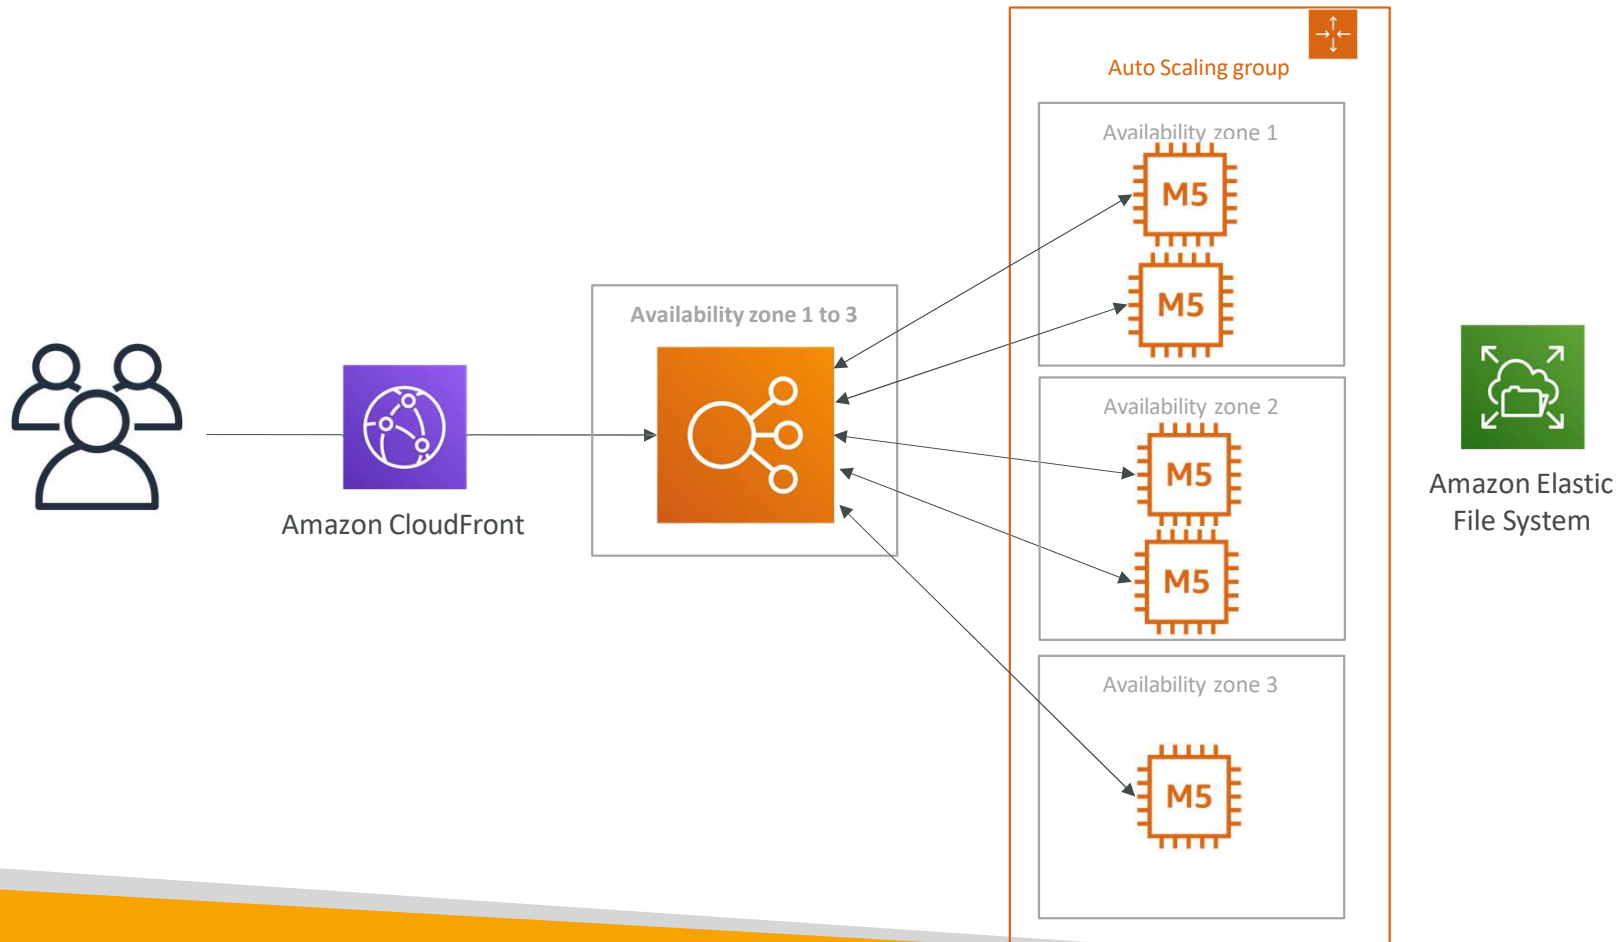 Auto Scaling group
Availability zone 1
M5
M5
Availability zone 1 to 3
Availability zone 2
M5
M5
Amazon CloudFront
Amazon Elastic
File System
Availability zone 3
M5